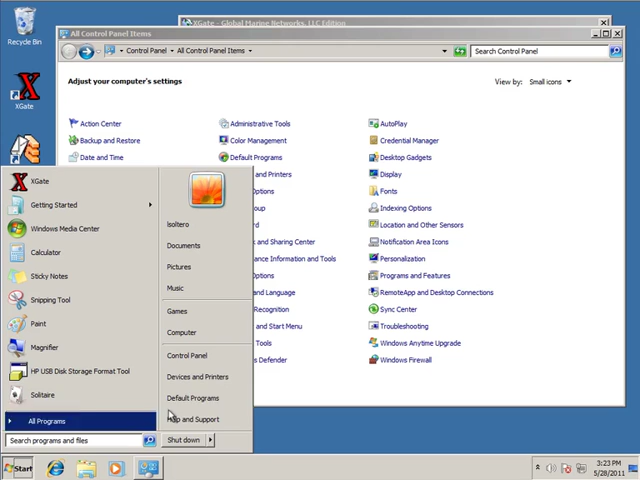 Recycle Bin
XGate
XGate - Global Marine Networks, LLC Edition
All Control Panel Items
Control Panel
All Control Panel Items
Search Control Panel
Adjust your computer's settings
View by: Small icons
Action Center
Administrative Tools
AutoPlay
Backup and Restore
Color Management
Credential Manager
Date and Time
Default Programs
Desktop Gadgets
and Printers
Display
Options
Fonts
Indexing Options
and Sharing Center
Notification Area Icons
ance Information and Tools
Personalization
Options
Programs and Features
and Language
RemoteApp and Desktop Connections
Sync Center
and Start Menu
Troubleshooting
Tools
Windows Anytime Upgrade
Defender
Windows Firewall
XGate
Getting Started
Windows Media Center
Calculator
Sticky Notes
Snipping Tool
Paint
Magnifier
HP USB Disk Storage Format Tool
Solitaire
All Programs
Search programs and files
lsoltero
Documents
Pictures
Music
Games
Computer
Control Panel
Devices and Printers
Default Programs
Help and Support
Shut down
Start
3:23 PM
5/28/2011